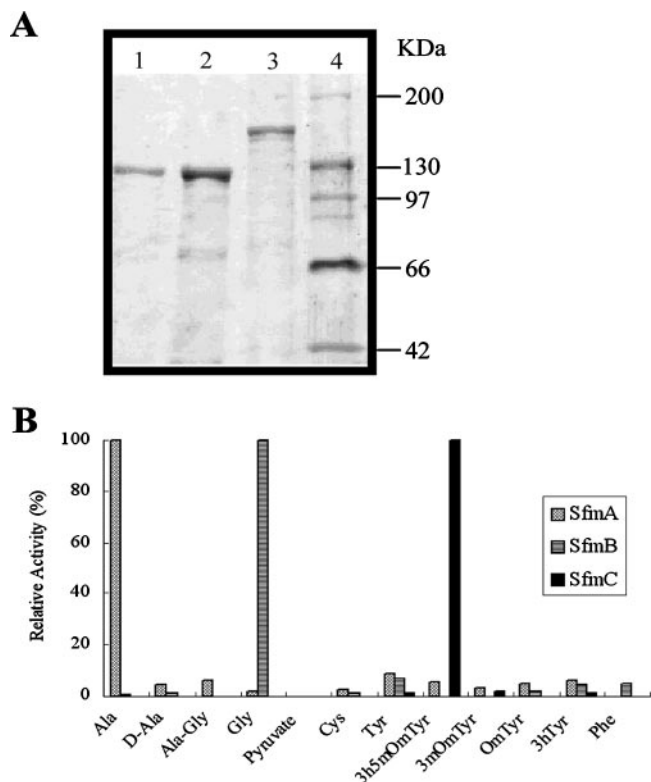 A
KDa
1 2 3 4
200
130
97
66
42
B
Relative Activity (%)
100
80
60
40
20
0
SfmA
SfmB
SfmC
Ala
D-Ala
Ala-Gly
Gly
Pyruvate
Cys
Tyr
3h5mOmTyr
3mOmTyr
OmTyr
3hTyr
Phe